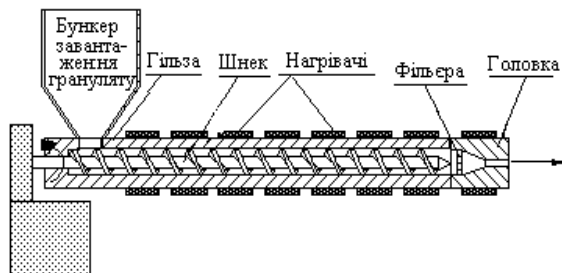 Бункер
заванта-
ження
грануляту
Гільза
Шнек
Нагрівачі
Фільєра
Головка